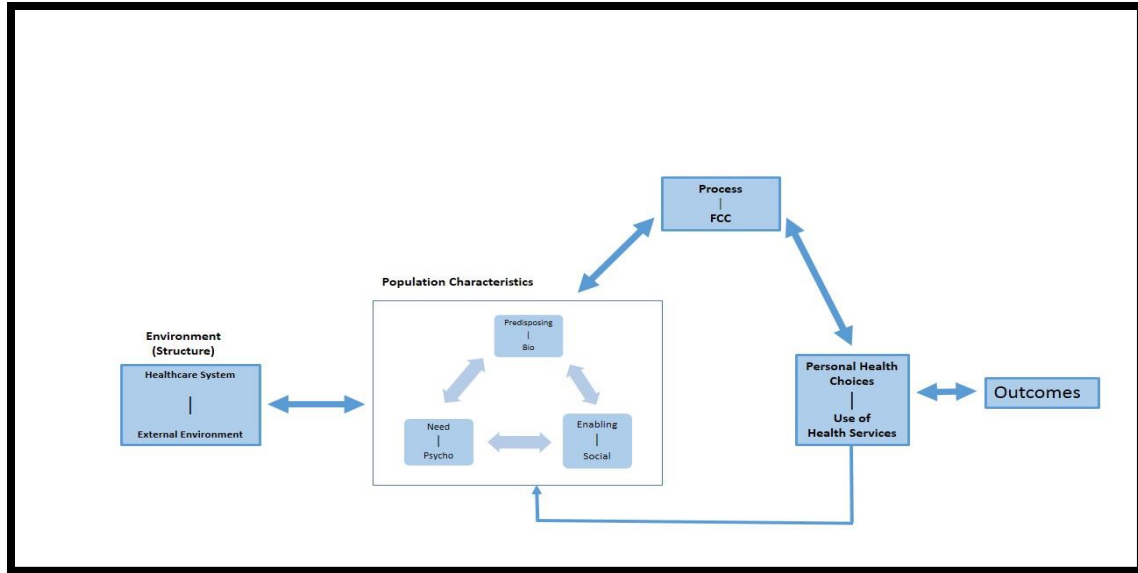 Process
FCC
Population Characteristics
Predisposing
Bio
Environment
(Structure)
Healthcare System
External Environment
Need
Psycho
Enabling
Social
Personal Health
Choices
Use of
Health Services
Outcomes